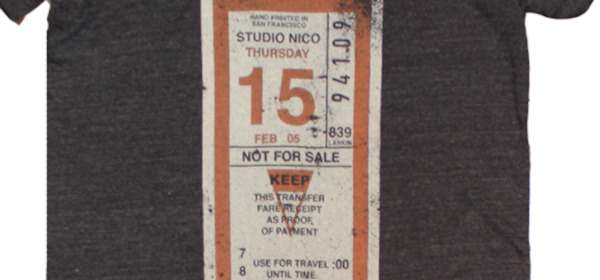 HAND PRINTED IN
SAN FRANCISCO
STUDIO NICO
THURSDAY
15
FEB 05
94109
839
LARKIN
NOT FOR SALE
KEEP
THIS TRANSFER
FARE RECEIPT
AS PROOF
OF PAYMENT
7
8
USE FOR TRAVEL :00
UNTIL TIME